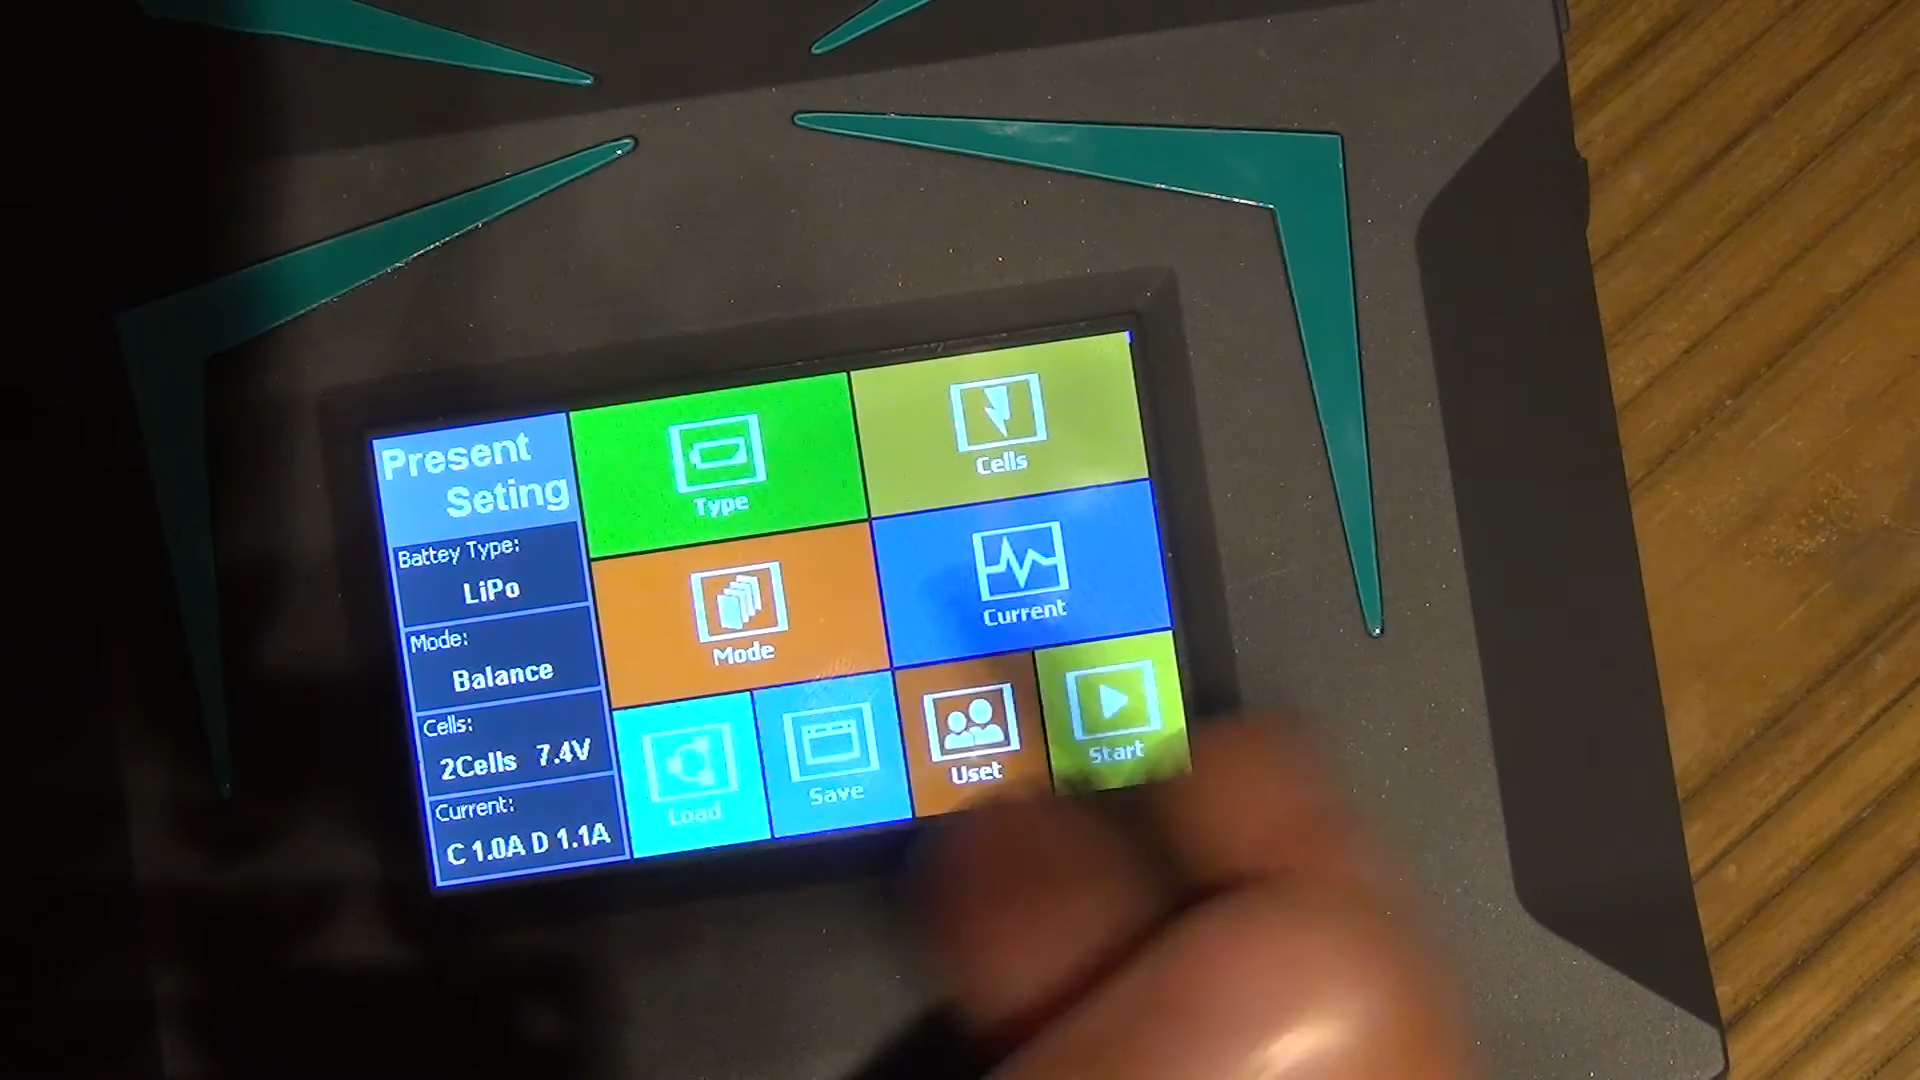 Present
Seting
Battey Type:
LiPo
Mode:
Balance
Cells:
2Cells 7.4V
Current:
C 1.0A D 1.1A
Type
Cells
Mode
Current
Load
Save
Uset
Start